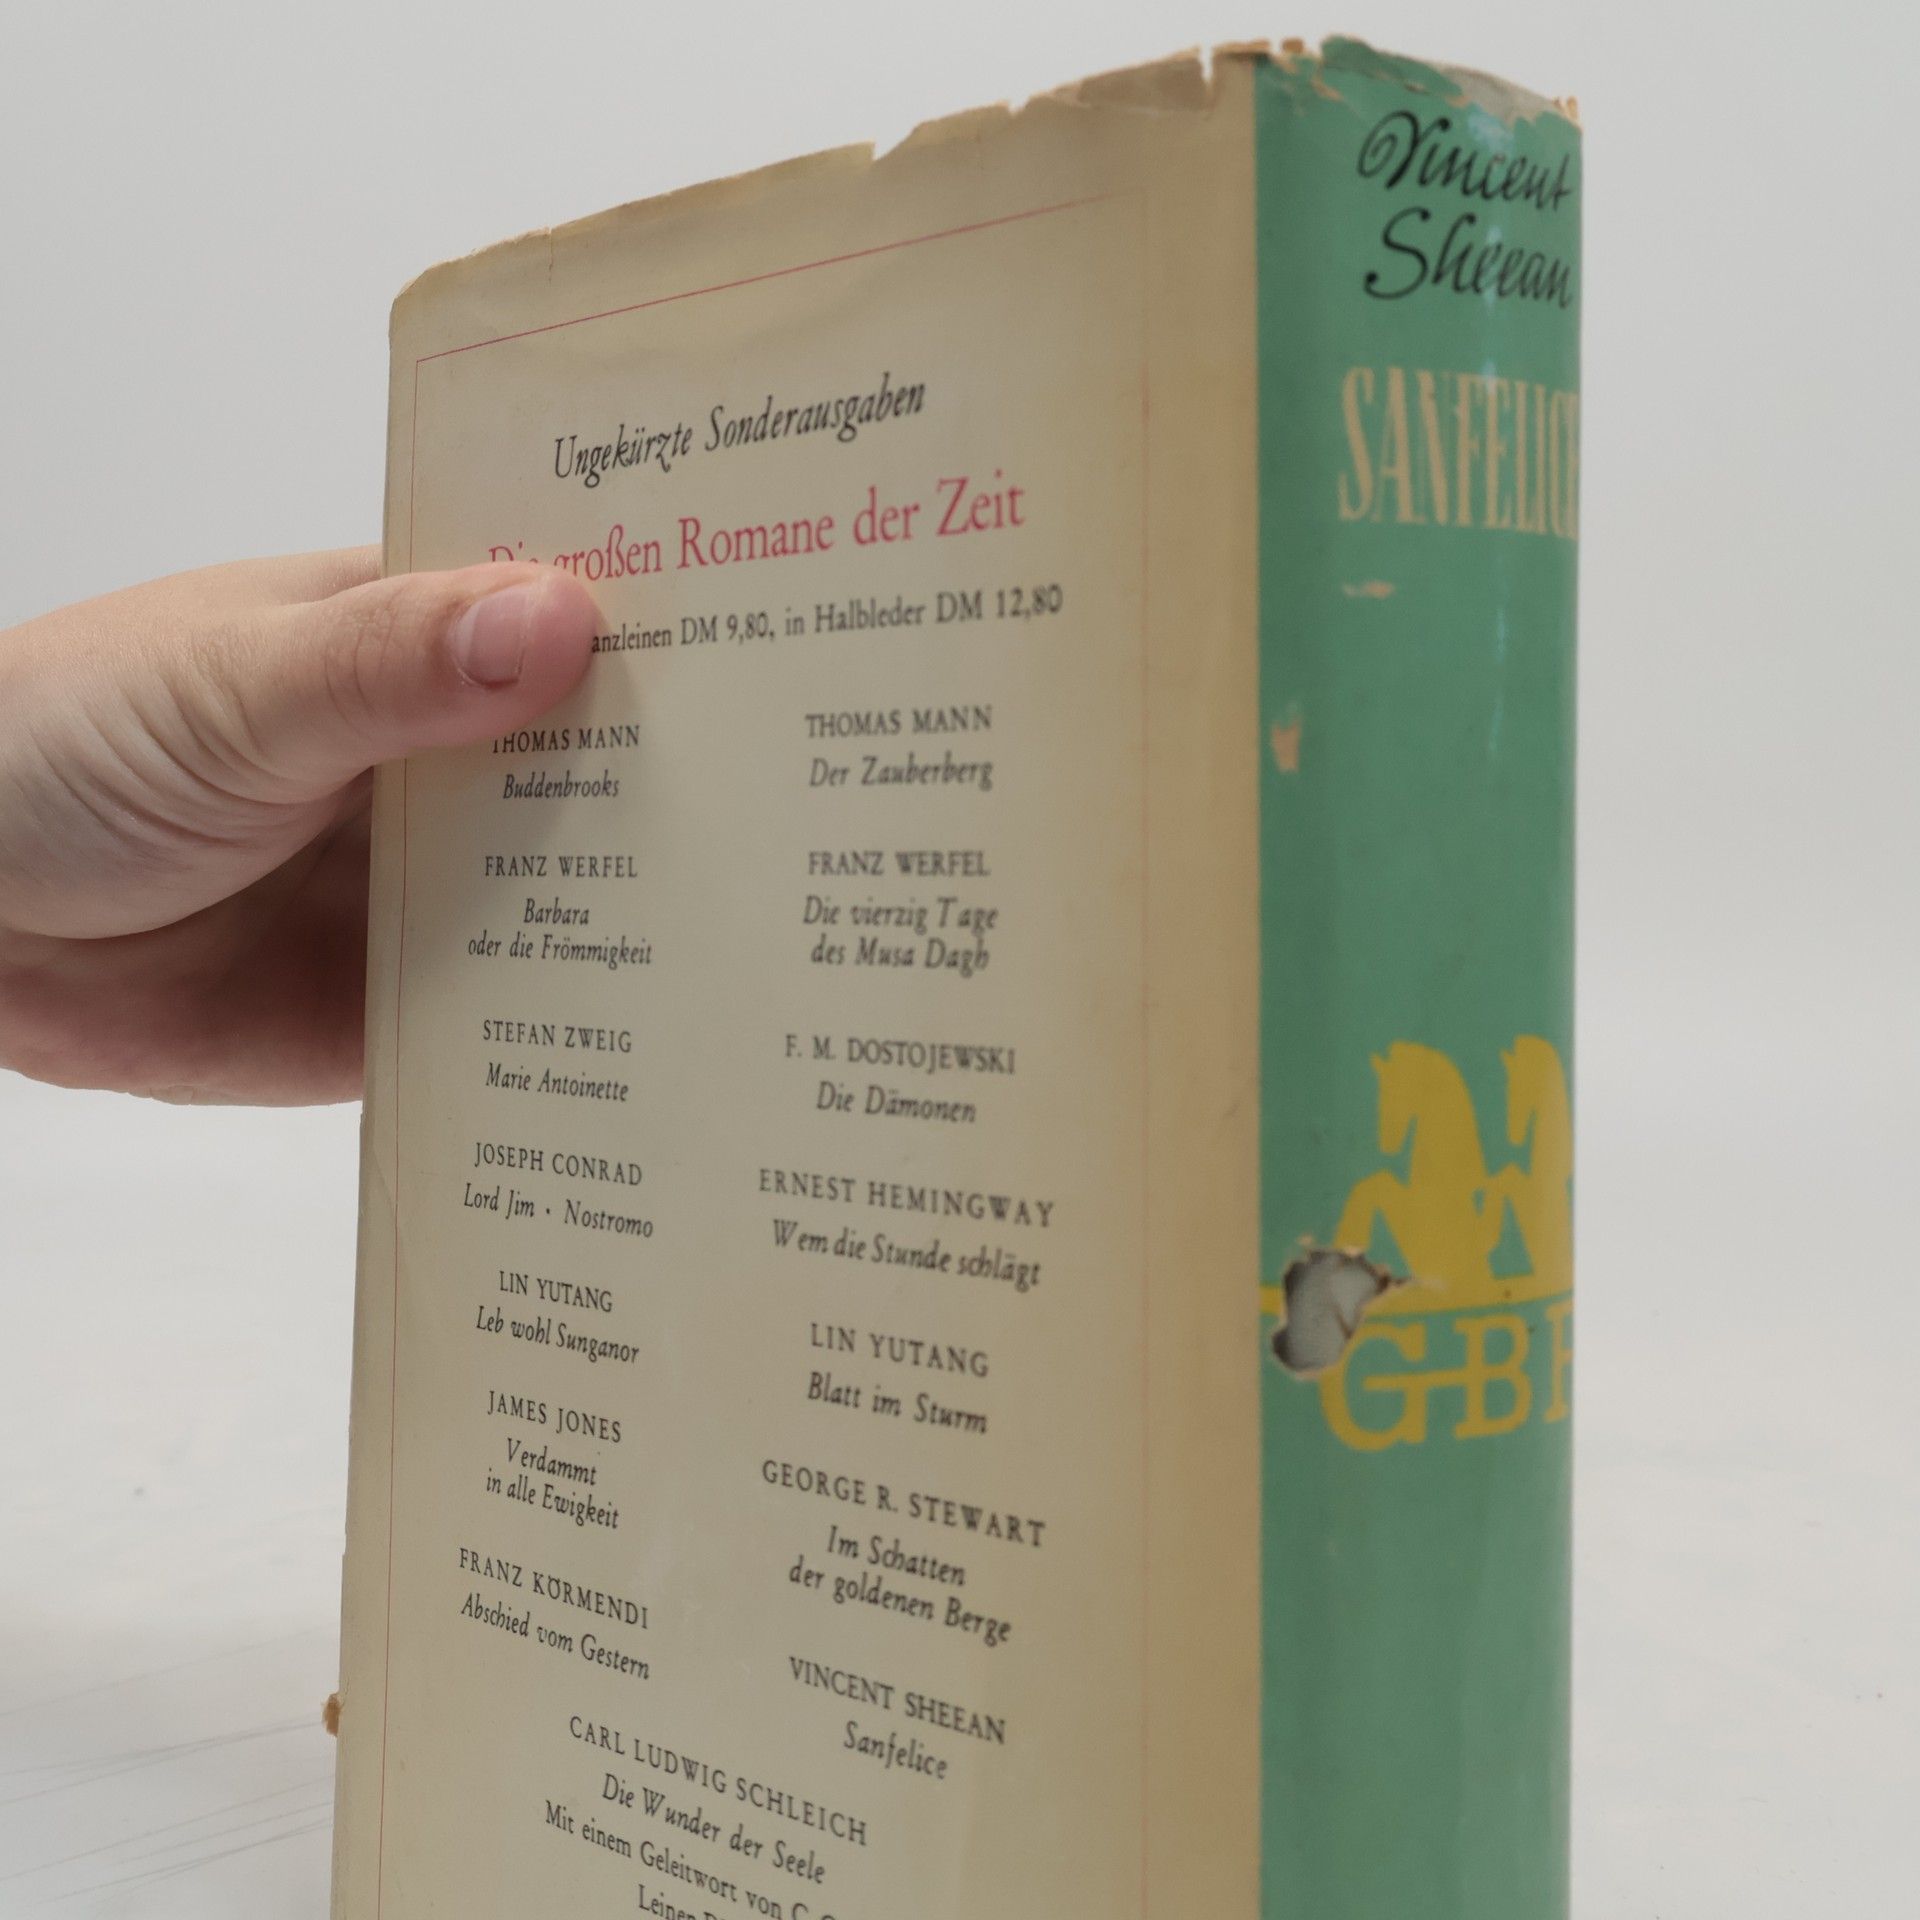 Ungekürzte Sonderausgaben
großen Romane der Zeit
DM 9,80, in Halbleder DM 12,80
THOMAS MANN
Buddenbrooks
FRANZ WERFEL
Barbara
oder die Frömmigkeit
STEFAN ZWEIG
Marie Antoinette
JOSEPH CONRAD
Lord Jim · Nostromo
LIN YUTANG
Leb wohl Sunganor
JAMES JONES
Verdammt
in alle Ewigkeit
FRANZ KÖRMENDI
Abschied vom Gestern
THOMAS MANN
Der Zauberberg
FRANZ WERFEL
Die vierzig Tage
des Musa Dagh
F. M. DOSTOJEWSKI
Die Dämonen
ERNEST HEMINGWAY
Wem die Stunde schlägt
LIN YUTANG
Blatt im Sturm
GEORGE R. STEWART
Im Schatten
der goldenen Berge
VINCENT SHEEAN
Sanfelice
CARL LUDWIG SCHLEICH
Die Wunder der Seele
Mit einem Geleitwort von C.
Leinen
Vincent
Sheean
SANFELICE
GB